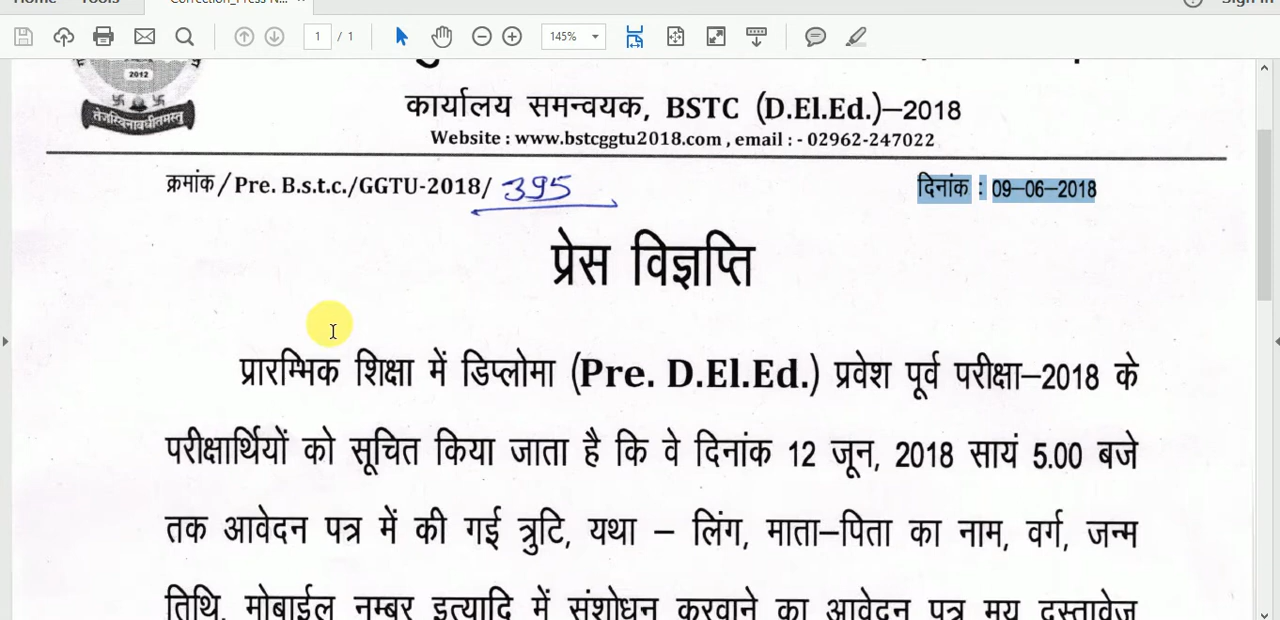 Home Tools Correction_Press N... Sign In
1 / 1 145%
2012
तेजस्विनावधीतमस्तु
कार्यालय समन्वयक, BSTC (D.El.Ed.)–2018
Website : www.bstcggtu2018.com , email : - 02962-247022
क्रमांक/Pre. B.s.t.c./GGTU-2018/ 395 दिनांक : 09–06–2018
प्रेस विज्ञप्ति
प्रारम्भिक शिक्षा में डिप्लोमा (Pre. D.El.Ed.) प्रवेश पूर्व परीक्षा–2018 के
परीक्षार्थियों को सूचित किया जाता है कि वे दिनांक 12 जून, 2018 सायं 5.00 बजे
तक आवेदन पत्र में की गई त्रुटि, यथा – लिंग, माता–पिता का नाम, वर्ग, जन्म
तिथि, मोबाईल नम्बर इत्यादि में संशोधन करवाने का आवेदन पत्र मय दस्तावेज